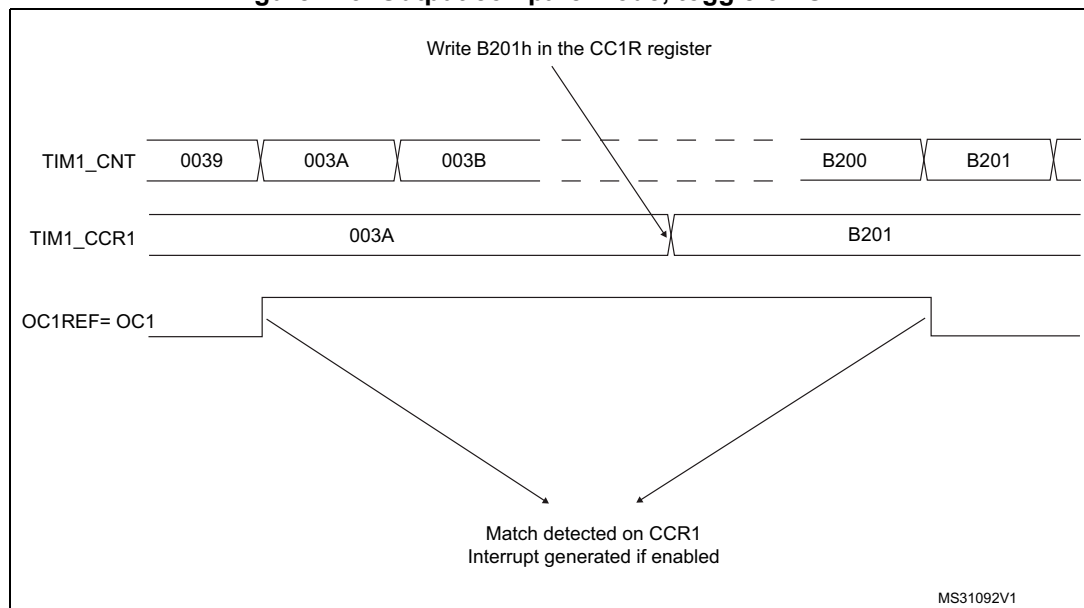 Write B201h in the CC1R register
TIM1_CNT 0039 003A 003B B200 B201
TIM1_CCR1 003A B201
OC1REF= OC1
Match detected on CCR1
Interrupt generated if enabled
MS31092V1